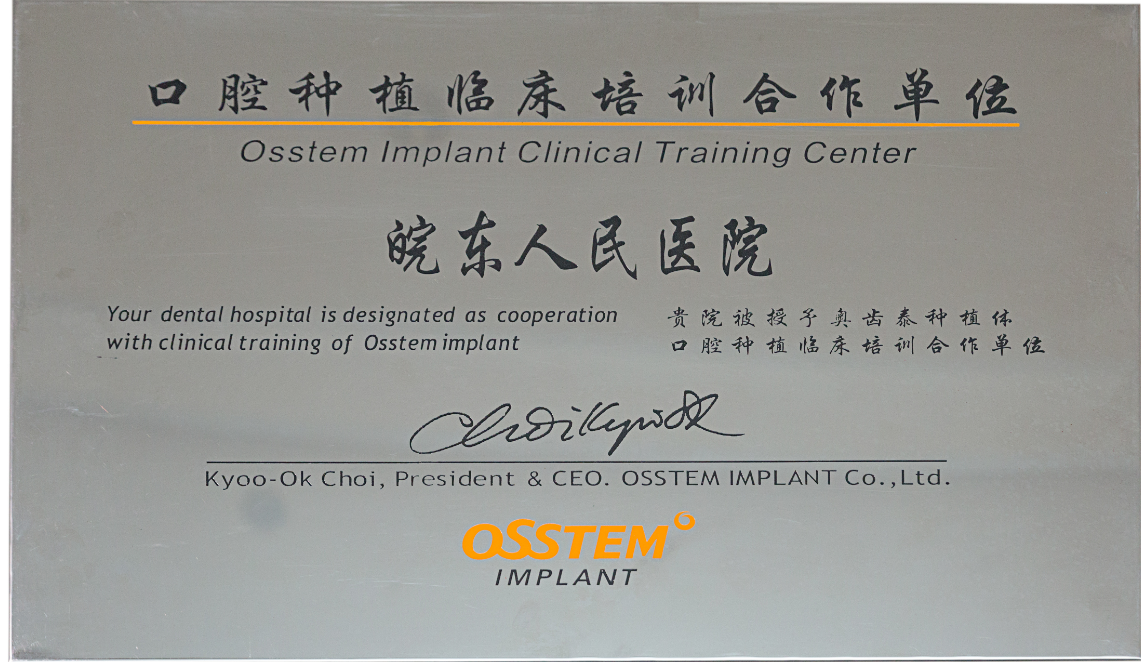 口腔种植临床培训合作单位
Osstem Implant Clinical Training Center
皖东人民医院
Your dental hospital is designated as cooperation
with clinical training of Osstem implant
贵院被授予奥齿泰种植体
口腔种植临床培训合作单位
Choi Kyoo Ok
Kyoo-Ok Choi, President & CEO. OSSTEM IMPLANT Co.,Ltd.
OSSTEM
IMPLANT